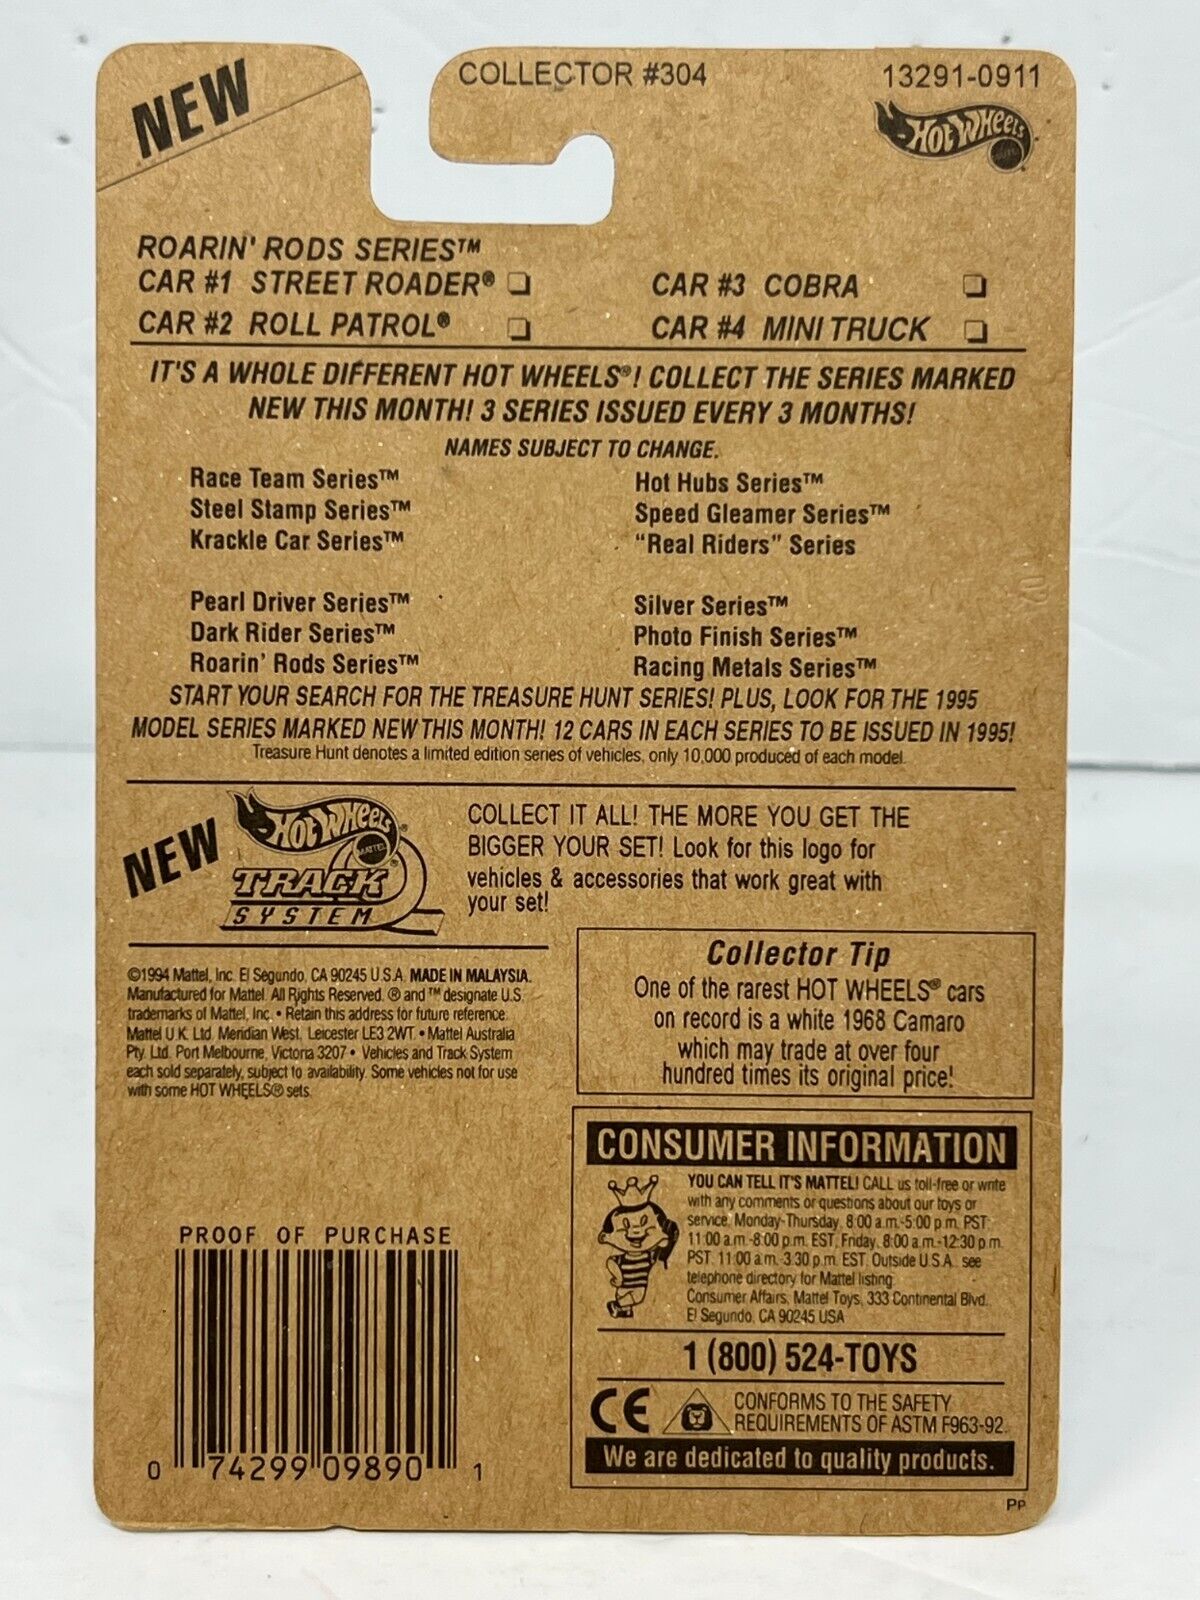 NEW
COLLECTOR #304
13291-0911
Hot Wheels
ROARIN' RODS SERIES™
CAR #1 STREET ROADER® ❏
CAR #3 COBRA ❏
CAR #2 ROLL PATROL® ❏
CAR #4 MINI TRUCK ❏
IT'S A WHOLE DIFFERENT HOT WHEELS®! COLLECT THE SERIES MARKED
NEW THIS MONTH! 3 SERIES ISSUED EVERY 3 MONTHS!
NAMES SUBJECT TO CHANGE.
Race Team Series™
Steel Stamp Series™
Krackle Car Series™
Hot Hubs Series™
Speed Gleamer Series™
"Real Riders" Series
Pearl Driver Series™
Dark Rider Series™
Roarin' Rods Series™
Silver Series™
Photo Finish Series™
Racing Metals Series™
START YOUR SEARCH FOR THE TREASURE HUNT SERIES! PLUS, LOOK FOR THE 1995
MODEL SERIES MARKED NEW THIS MONTH! 12 CARS IN EACH SERIES TO BE ISSUED IN 1995!
Treasure Hunt denotes a limited edition series of vehicles, only 10,000 produced of each model.
NEW
Hot Wheels®
MATTEL
TRACK®
SYSTEM
COLLECT IT ALL! THE MORE YOU GET THE
BIGGER YOUR SET! Look for this logo for
vehicles & accessories that work great with
your set!
©1994 Mattel, Inc. El Segundo, CA 90245 U.S.A. MADE IN MALAYSIA.
Manufactured for Mattel. All Rights Reserved. ® and ™ designate U.S.
trademarks of Mattel, Inc. • Retain this address for future reference:
Mattel U.K. Ltd. Meridian West, Leicester LE3 2WT. • Mattel Australia
Pty. Ltd. Port Melbourne, Victoria 3207 • Vehicles and Track System
each sold separately, subject to availability. Some vehicles not for use
with some HOT WHEELS® sets.
Collector Tip
One of the rarest HOT WHEELS® cars
on record is a white 1968 Camaro
which may trade at over four
hundred times its original price!
CONSUMER INFORMATION
YOU CAN TELL IT'S MATTEL! CALL us toll-free or write
with any comments or questions about our toys or
service, Monday-Thursday, 8:00 a.m.-5:00 p.m. PST:
11:00 a.m.-8:00 p.m. EST, Friday, 8:00 a.m.-12:30 p.m.
PST: 11:00 a.m.-3:30 p.m. EST. Outside U.S.A. see
telephone directory for Mattel listing.
Consumer Affairs, Mattel Toys, 333 Continental Blvd.,
El Segundo, CA 90245 USA
1 (800) 524-TOYS
CE
CONFORMS TO THE SAFETY
REQUIREMENTS OF ASTM F963-92.
We are dedicated to quality products.
PROOF OF PURCHASE
0 74299 09890 1
PP